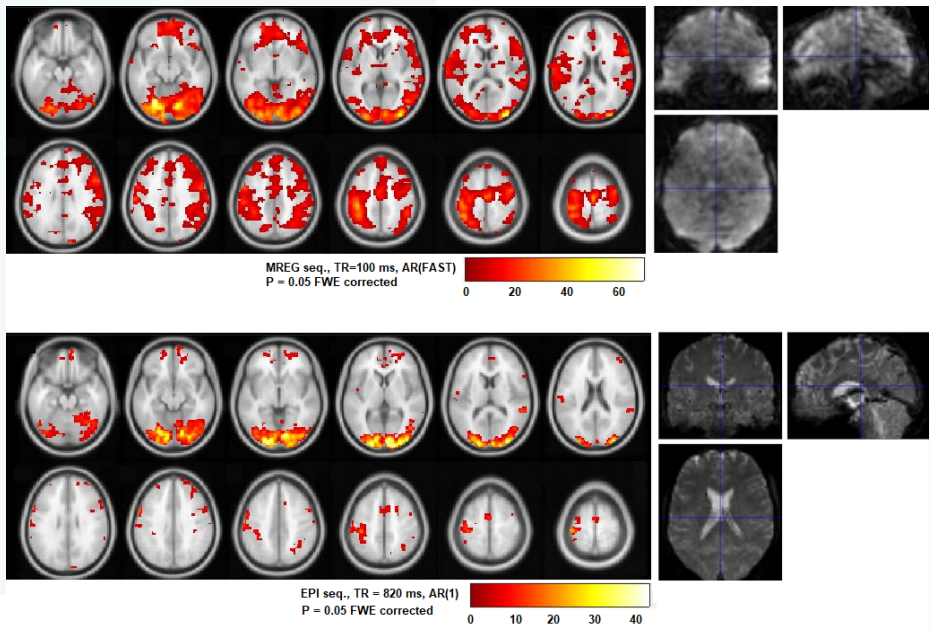 MREG seq., TR=100 ms, AR(FAST)
P = 0.05 FWE corrected
0 20 40 60
EPI seq., TR = 820 ms, AR(1)
P = 0.05 FWE corrected
0 10 20 30 40